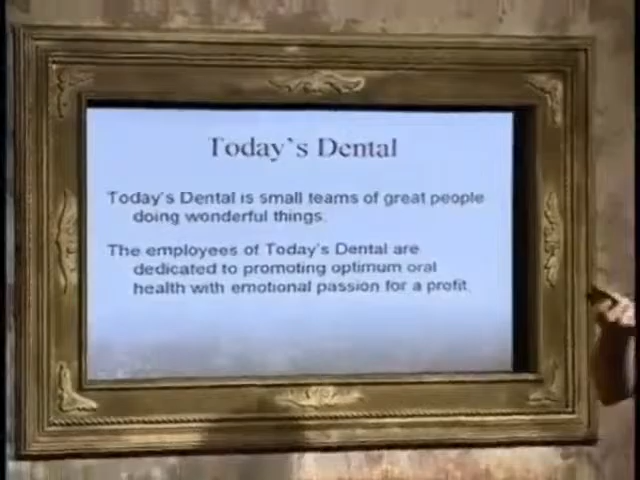 Today's Dental
Today's Dental is small teams of great people
doing wonderful things.
The employees of Today's Dental are
dedicated to promoting optimum oral
health with emotional passion for a profit.